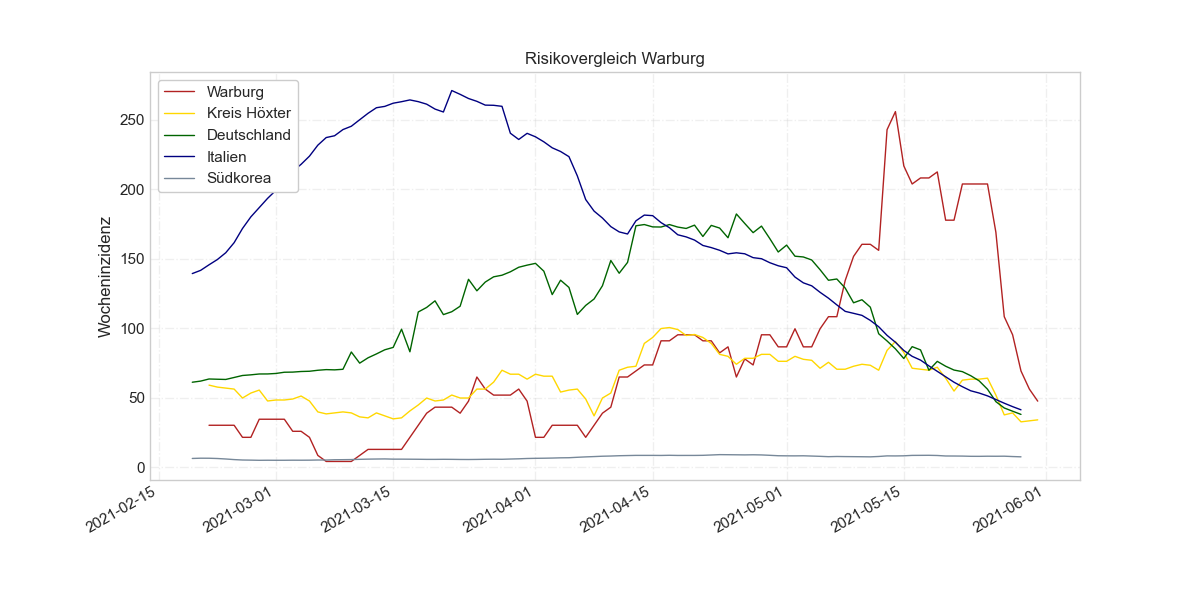 Risikovergleich Warburg
Warburg
Kreis Höxter
Deutschland
Italien
Südkorea
Wocheninzidenz
250
200
150
100
50
0
2021-02-15
2021-03-01
2021-03-15
2021-04-01
2021-04-15
2021-05-01
2021-05-15
2021-06-01